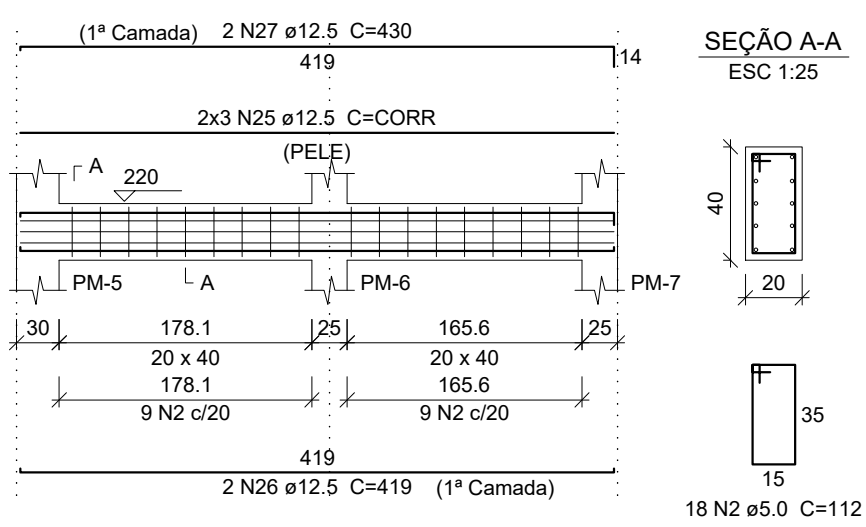 (1ª Camada) 2 N27 ø12.5 C=430
419
14
SEÇÃO A-A
ESC 1:25
2x3 N25 ø12.5 C=CORR
(PELE)
A
220
40
20
PM-5
A
PM-6
PM-7
30
178.1
25
165.6
25
20 x 40
20 x 40
178.1
165.6
9 N2 c/20
9 N2 c/20
35
15
419
2 N26 ø12.5 C=419 (1ª Camada)
18 N2 ø5.0 C=112